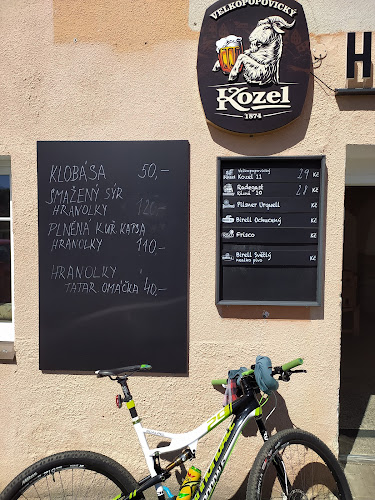 VELKOPOPOVICKÝ
Kozel
1874
H
KLOBÁSA 50,-
SMAŽENÝ SÝR
HRANOLKY
PLNĚNÁ KUŘ. KAPSA
HRANOLKY 110,-
HRANOLKY
TATAR. OMÁČKA 40,-
Velkopopovický
Kozel 11 29 Kč
Radegast
Rázná 10 28 Kč
Pilsner Urquell Kč
Birell Ochucený Kč
Frisco Kč
Birell Světlý Kč
nealko pivo